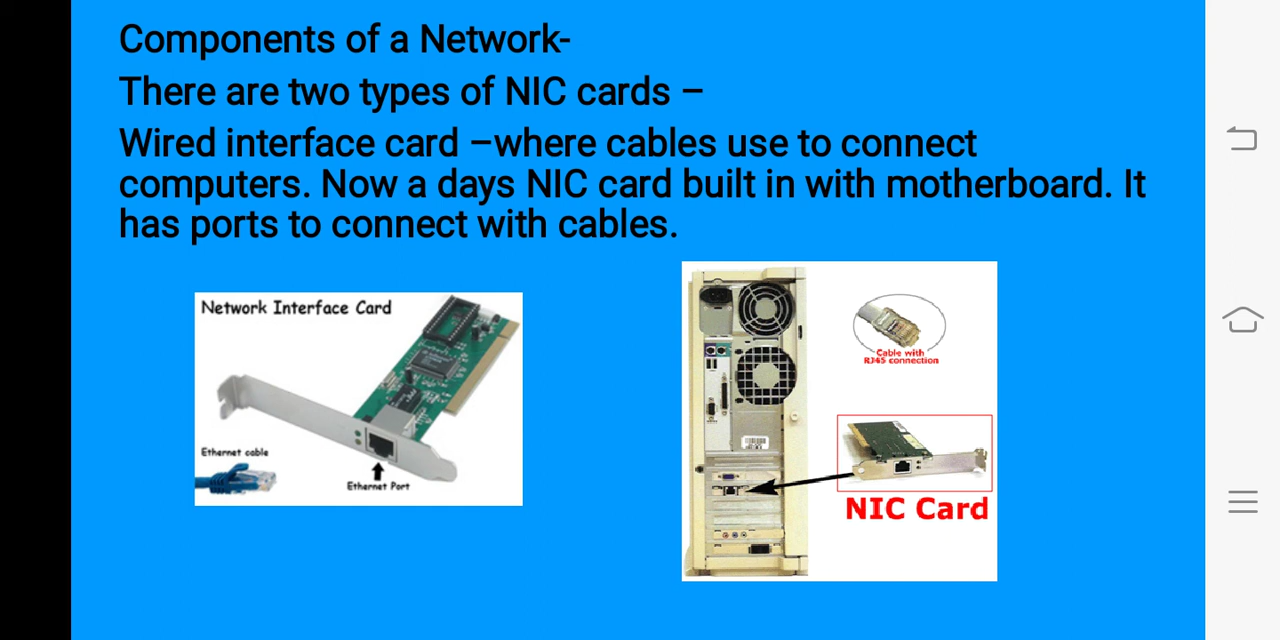 Components of a Network-
There are two types of NIC cards –
Wired interface card –where cables use to connect
computers. Now a days NIC card built in with motherboard. It
has ports to connect with cables.
Network Interface Card
Ethernet cable
Ethernet Port
Cable with
RJ45 connection
NIC Card